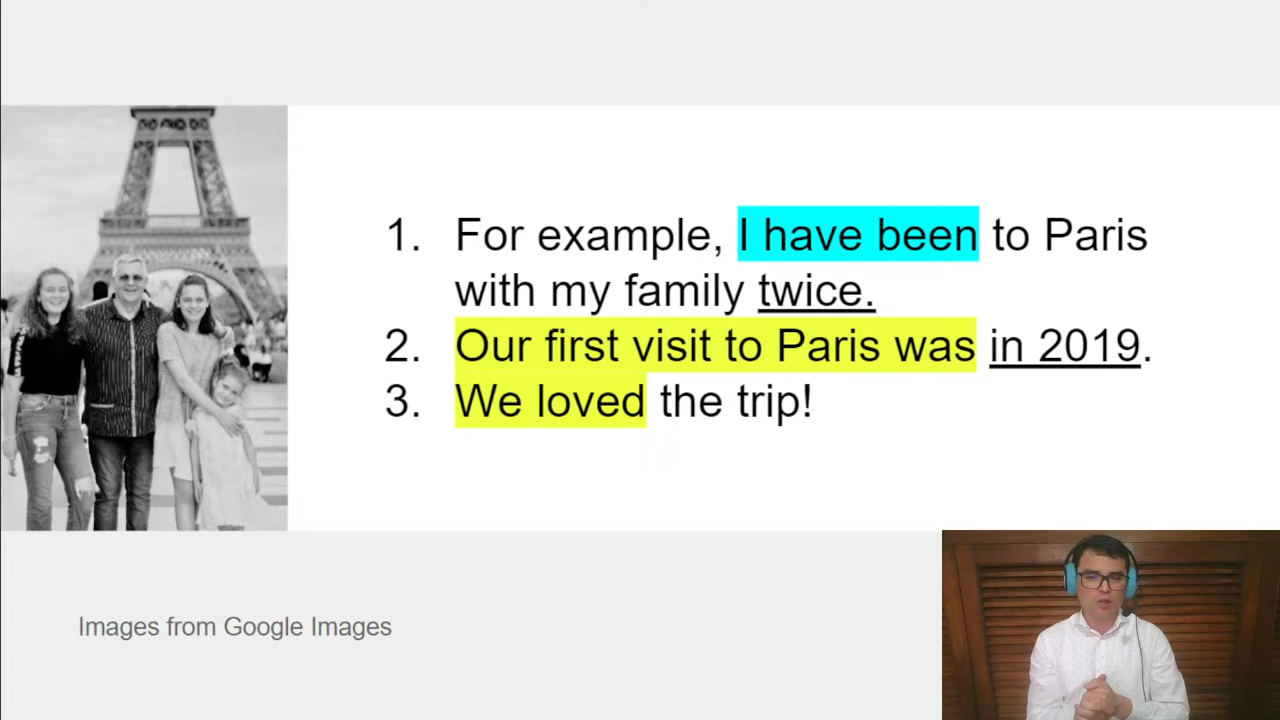 1. For example, I have been to Paris
with my family twice.
2. Our first visit to Paris was in 2019.
3. We loved the trip!
Images from Google Images